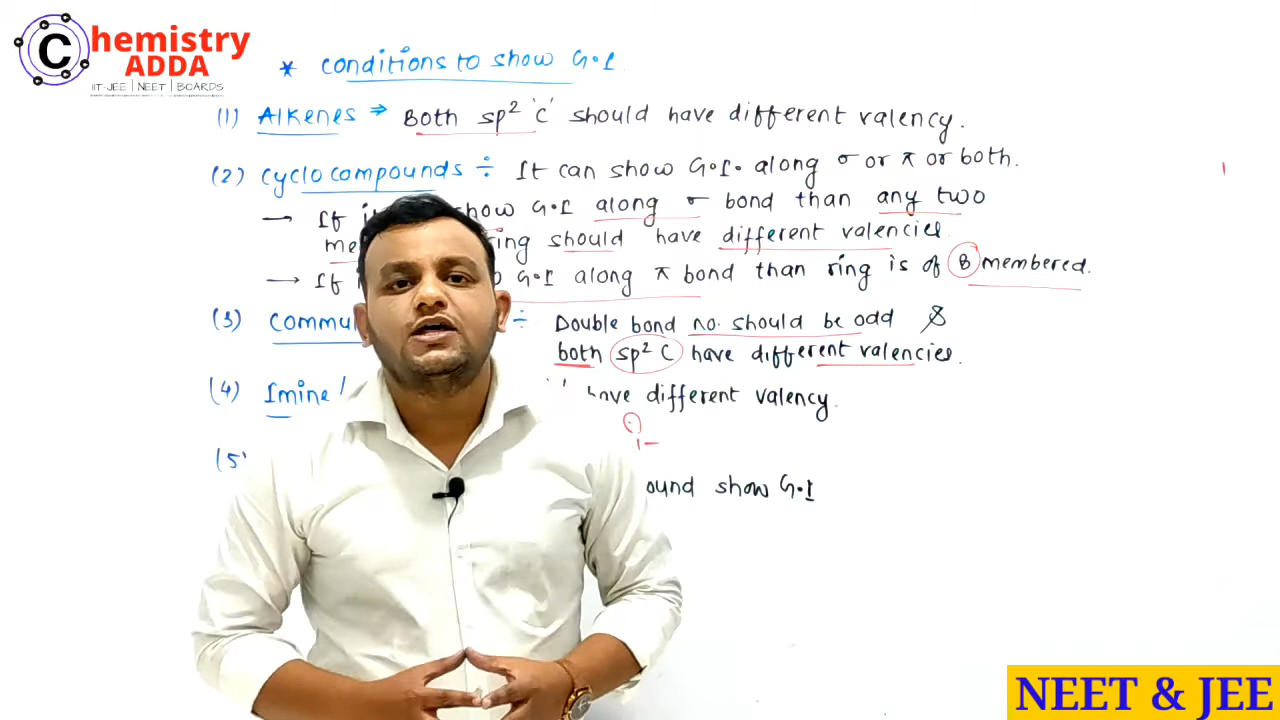 Chemistry
ADDA
IIT-JEE | NEET | BOARDS
* Conditions to show G.I.
(1) Alkenes → Both sp² 'c' should have different valency.
(2) Cyclocompounds ÷ It can show G.I. along σ or π or both.
→ If show G.I along σ bond than any two
ring should have different valencies
→ If G.I along π bond than ring is of 8 membered.
(3) ÷ Double bond no. should be odd &
both sp² C have different valencies.
(4) Imine / have different valency.
(5)
ound show G.I
NEET & JEE